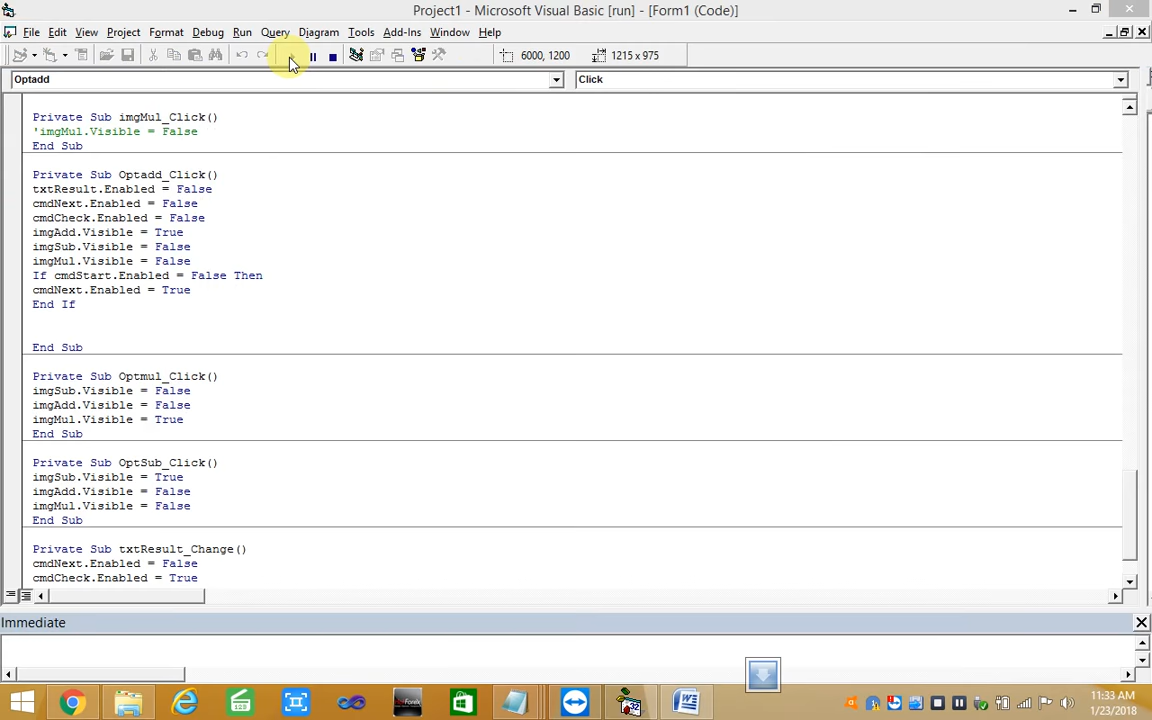 Project1 - Microsoft Visual Basic [run] - [Form1 (Code)]
File Edit View Project Format Debug Run Query Diagram Tools Add-Ins Window Help
6000, 1200 1215 x 975
Optadd Click
Private Sub imgMul_Click()
'imgMul.Visible = False
End Sub
Private Sub Optadd_Click()
txtResult.Enabled = False
cmdNext.Enabled = False
cmdCheck.Enabled = False
imgAdd.Visible = True
imgSub.Visible = False
imgMul.Visible = False
If cmdStart.Enabled = False Then
cmdNext.Enabled = True
End If
End Sub
Private Sub Optmul_Click()
imgSub.Visible = False
imgAdd.Visible = False
imgMul.Visible = True
End Sub
Private Sub OptSub_Click()
imgSub.Visible = True
imgAdd.Visible = False
imgMul.Visible = False
End Sub
Private Sub txtResult_Change()
cmdNext.Enabled = False
cmdCheck.Enabled = True
Immediate
11:33 AM
1/23/2018